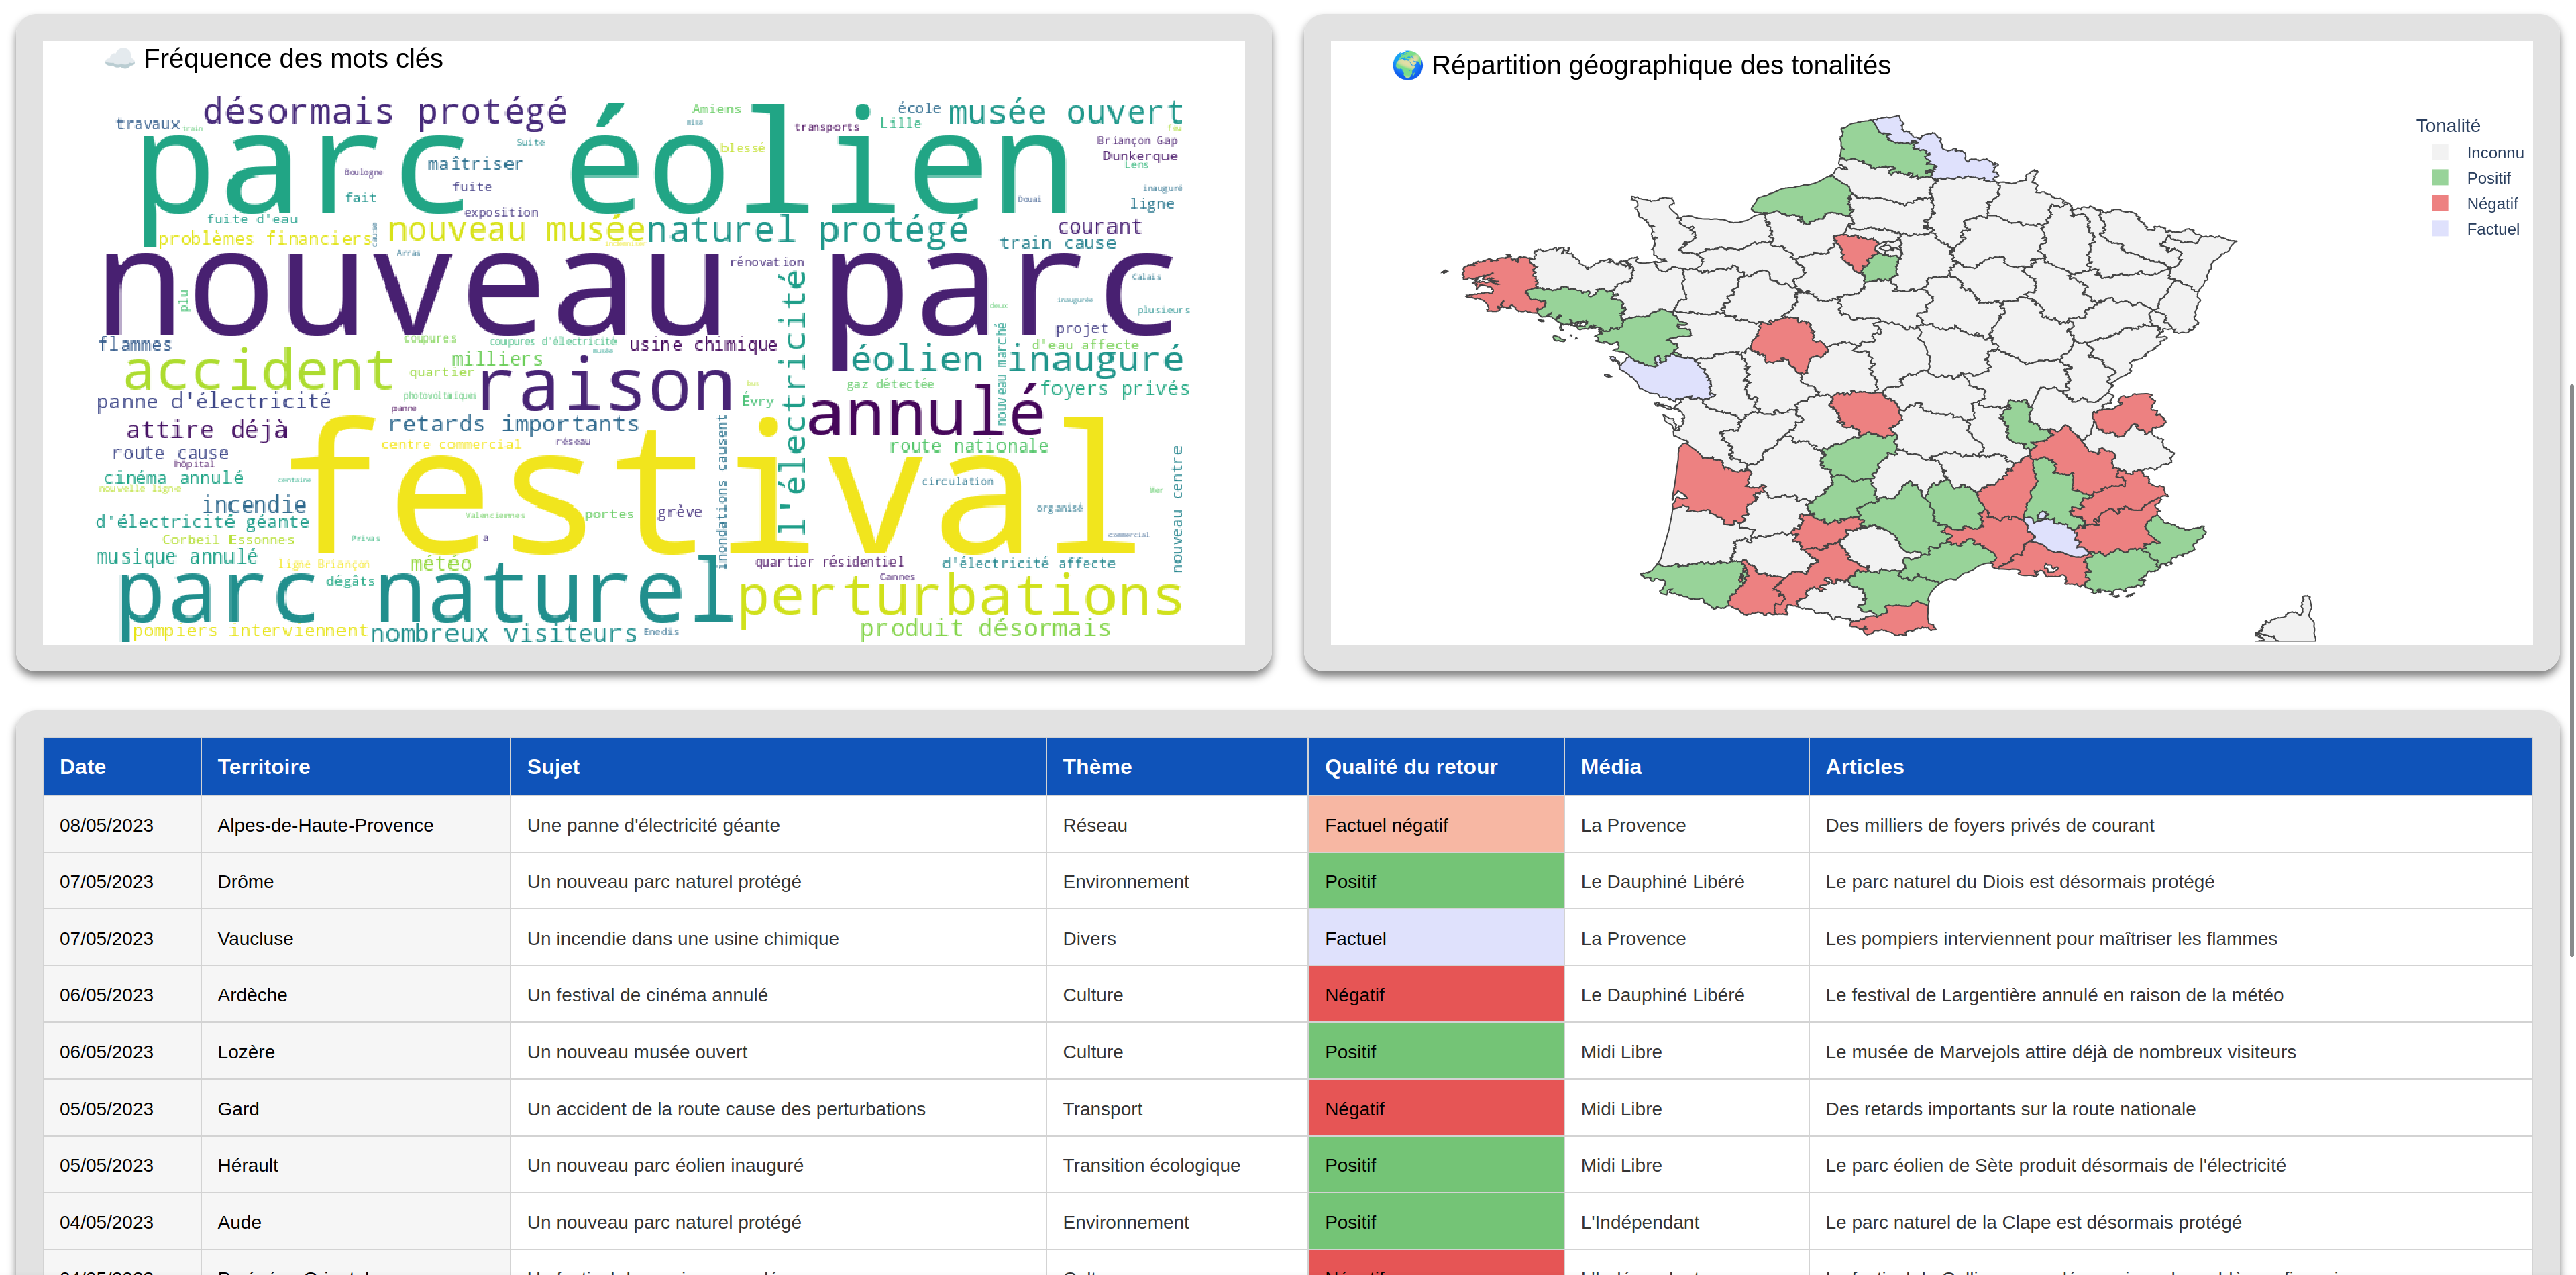 ☁️ Fréquence des mots clés
désormais protégé
Amiens
école
musée ouvert
travaux
train
misa
transports
Lille
feu
parc éolien
Suite
blessé
Briançon Gap
maîtriser
Dunkerque
Lens
Boulogne
fuite
inauguré
fait
Douai
ligne
exposition
fuite d'eau
nouveau musée
naturel protégé
courant
problèmes financiers
cause
train cause
Arras
rénovation
nouveau parc
Calais
plu
deux
inaugurée
plusieurs
projet
flammes
coupures
coupures d'électricité
usine chimique
l'électricité
nouveau marché
d'eau affecte
musée
accident
milliers
éolien inauguré
quartier
raison
bus
gaz détectée
foyers privés
panne d'électricité
photovoltaïques
Évry
panne
annulé
attire déjà
retards importants
réseau
centre commercial
inondations causent
route nationale
nouveau centre
route cause
hôpital
festival
cinéma annulé
centaine
circulation
nouvelle ligne
Mer
incendie
organisé
d'électricité géante
Valenciennes
portes
grève
Corbeil Essonnes
Privas
a
commercial
musique annulé
ligne Briançon
météo
quartier résidentiel
d'électricité affecte
dégâts
Cannes
parc naturel
perturbations
pompiers interviennent
nombreux visiteurs
Enedis
produit désormais
🌍 Répartition géographique des tonalités
Tonalité
Inconnu
Positif
Négatif
Factuel
Date Territoire Sujet Thème Qualité du retour Média Articles
08/05/2023 Alpes-de-Haute-Provence Une panne d'électricité géante Réseau Factuel négatif La Provence Des milliers de foyers privés de courant
07/05/2023 Drôme Un nouveau parc naturel protégé Environnement Positif Le Dauphiné Libéré Le parc naturel du Diois est désormais protégé
07/05/2023 Vaucluse Un incendie dans une usine chimique Divers Factuel La Provence Les pompiers interviennent pour maîtriser les flammes
06/05/2023 Ardèche Un festival de cinéma annulé Culture Négatif Le Dauphiné Libéré Le festival de Largentière annulé en raison de la météo
06/05/2023 Lozère Un nouveau musée ouvert Culture Positif Midi Libre Le musée de Marvejols attire déjà de nombreux visiteurs
05/05/2023 Gard Un accident de la route cause des perturbations Transport Négatif Midi Libre Des retards importants sur la route nationale
05/05/2023 Hérault Un nouveau parc éolien inauguré Transition écologique Positif Midi Libre Le parc éolien de Sète produit désormais de l'électricité
04/05/2023 Aude Un nouveau parc naturel protégé Environnement Positif L'Indépendant Le parc naturel de la Clape est désormais protégé